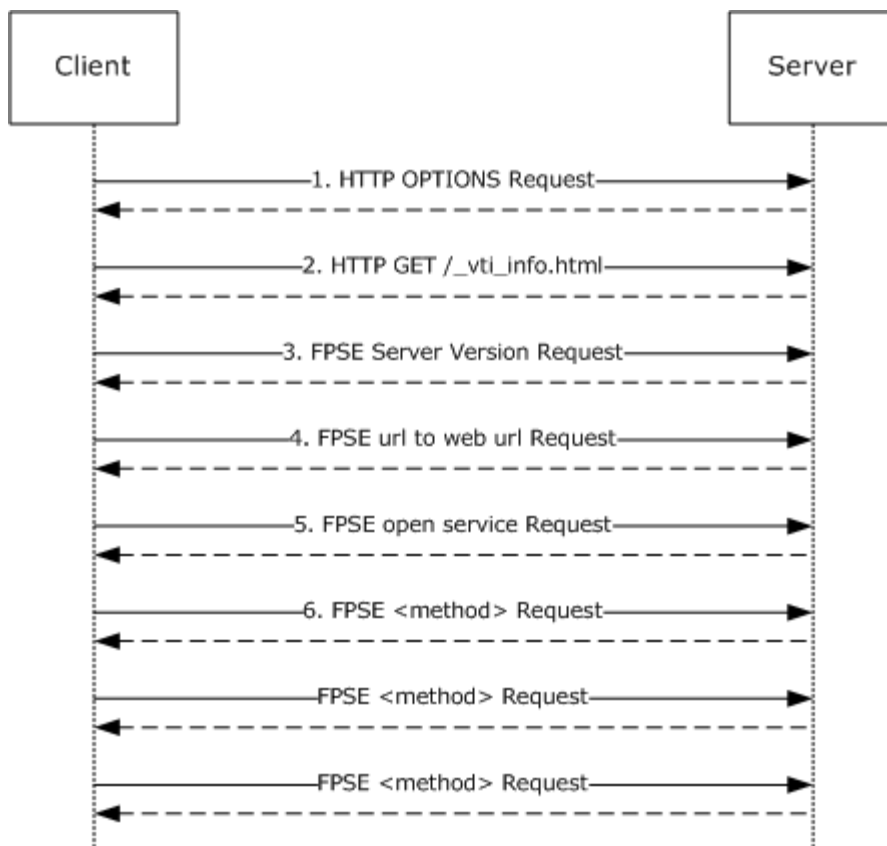 Client
Server
1. HTTP OPTIONS Request
2. HTTP GET /_vti_info.html
3. FPSE Server Version Request
4. FPSE url to web url Request
5. FPSE open service Request
6. FPSE <method> Request
FPSE <method> Request
FPSE <method> Request